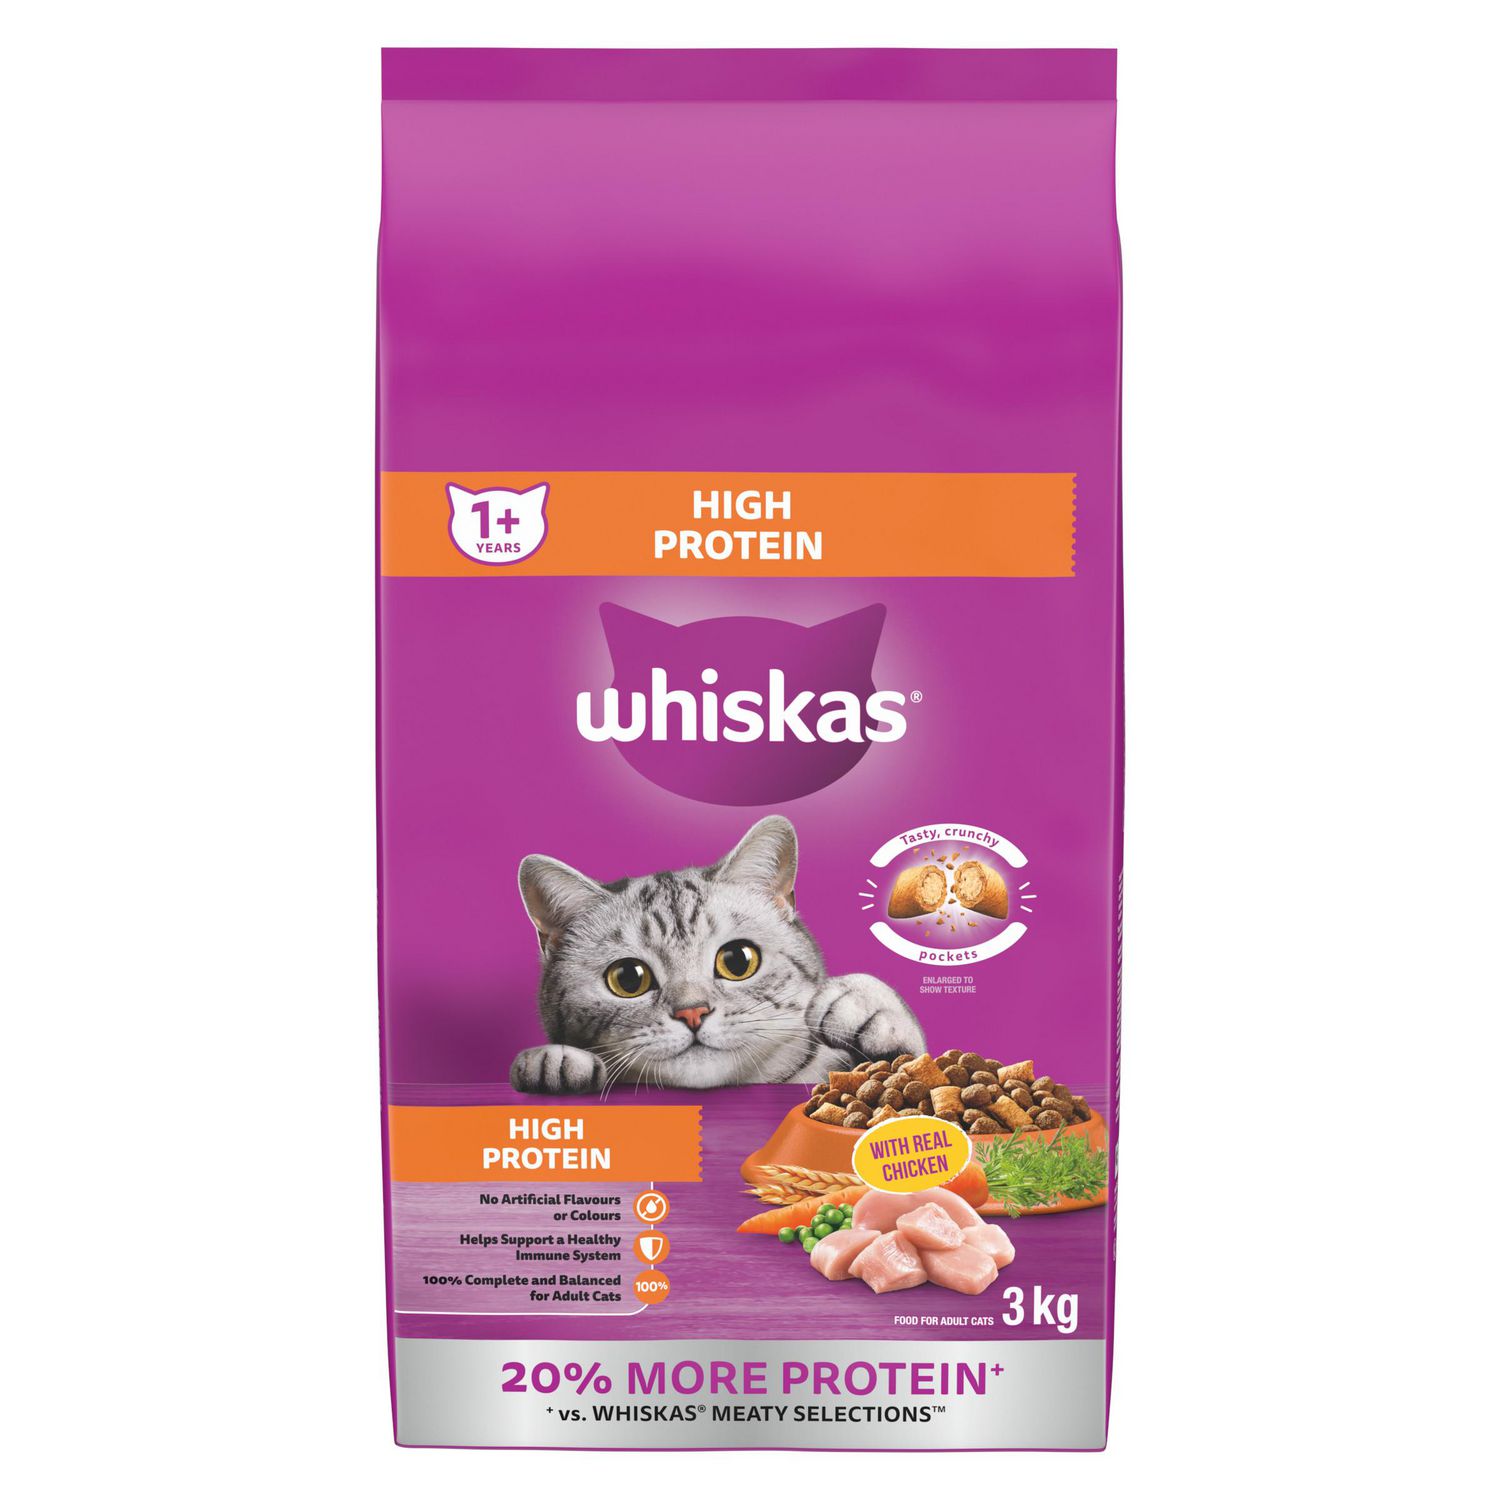 1+
YEARS
HIGH
PROTEIN
whiskas®
Tasty, crunchy
pockets
ENLARGED TO
SHOW TEXTURE
WITH REAL
CHICKEN
HIGH
PROTEIN
No Artificial Flavours
or Colours
Helps Support a Healthy
Immune System
100% Complete and Balanced
for Adult Cats
100%
FOOD FOR ADULT CATS 3 kg
20% MORE PROTEIN+
+ vs. WHISKAS® MEATY SELECTIONS™